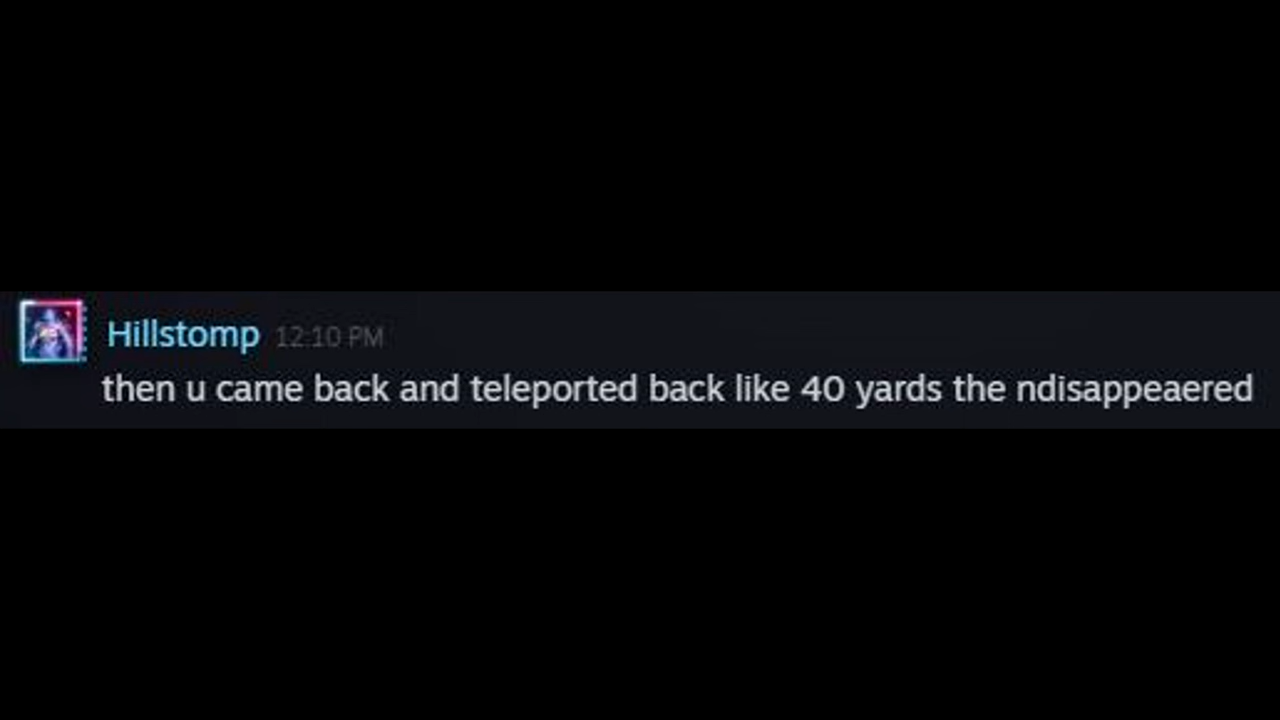 Hillstomp 12:10 PM
then u came back and teleported back like 40 yards the ndisappeaered